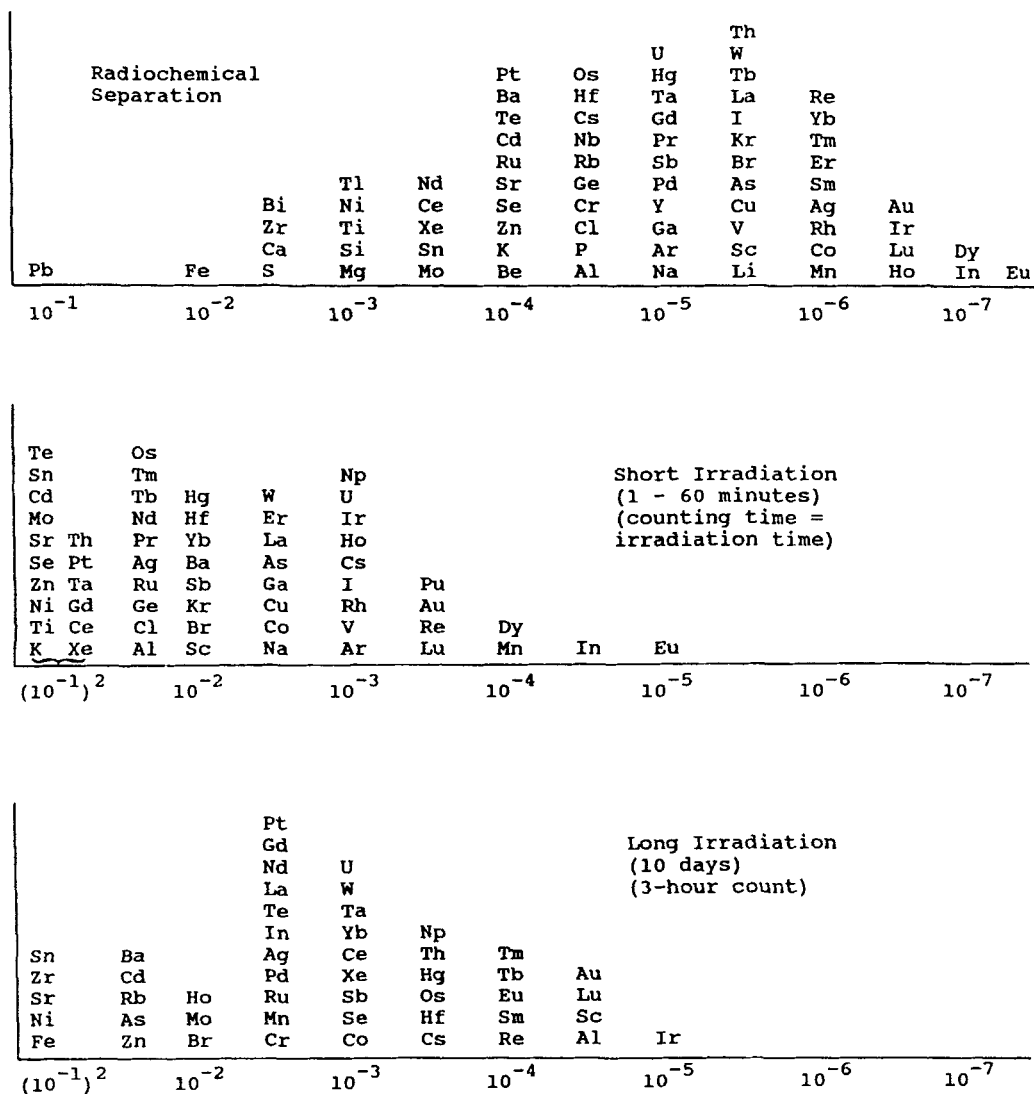 Th
U W
Radiochemical Pt Os Hg Tb
Separation Ba Hf Ta La Re
Te Cs Gd I Yb
Cd Nb Pr Kr Tm
Ru Rb Sb Br Er
Tl Nd Sr Ge Pd As Sm
Bi Ni Ce Se Cr Y Cu Ag Au
Zr Ti Xe Zn Cl Ga V Rh Ir
Ca Si Sn K P Ar Sc Co Lu Dy
Pb Fe S Mg Mo Be Al Na Li Mn Ho In Eu
10⁻¹ 10⁻² 10⁻³ 10⁻⁴ 10⁻⁵ 10⁻⁶ 10⁻⁷
Te Os
Sn Tm Np Short Irradiation
Cd Tb Hg W U (1 - 60 minutes)
Mo Nd Hf Er Ir (counting time =
Sr Th Pr Yb La Ho irradiation time)
Se Pt Ag Ba As Cs
Zn Ta Ru Sb Ga I Pu
Ni Gd Ge Kr Cu Rh Au
Ti Ce Cl Br Co V Re Dy
K Xe Al Sc Na Ar Lu Mn In Eu
(10⁻¹)² 10⁻² 10⁻³ 10⁻⁴ 10⁻⁵ 10⁻⁶ 10⁻⁷
Pt
Gd Long Irradiation
Nd U (10 days)
La W (3-hour count)
Te Ta
In Yb Np
Sn Ba Ag Ce Th Tm
Zr Cd Pd Xe Hg Tb Au
Sr Rb Ho Ru Sb Os Eu Lu
Ni As Mo Mn Se Hf Sm Sc
Fe Zn Br Cr Co Cs Re Al Ir
(10⁻¹)² 10⁻² 10⁻³ 10⁻⁴ 10⁻⁵ 10⁻⁶ 10⁻⁷